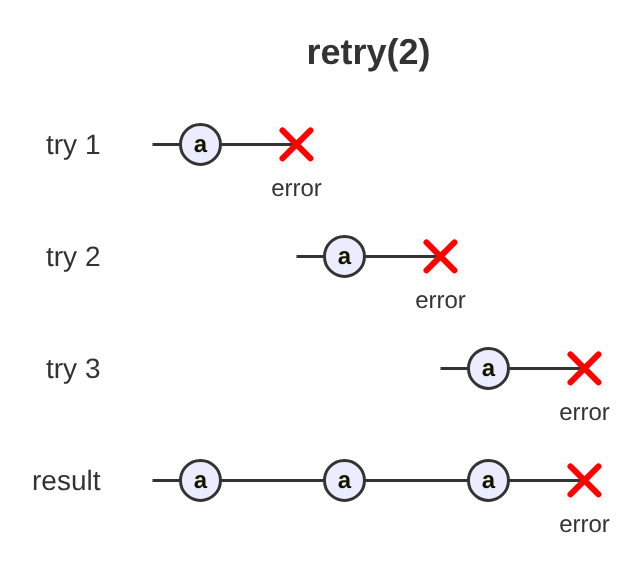 retry(2)
try 1 a
error
try 2 a
error
try 3 a
error
result a a a
error